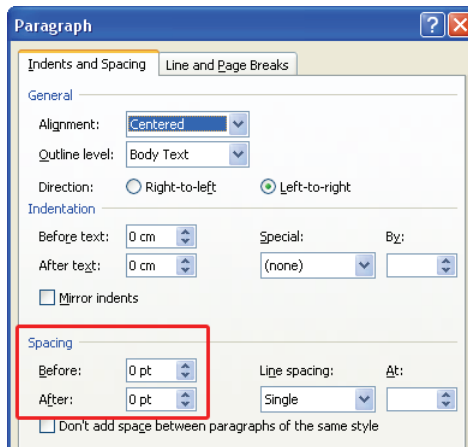 Paragraph
Indents and Spacing Line and Page Breaks
General
Alignment: Centered
Outline level: Body Text
Direction: Right-to-left Left-to-right
Indentation
Before text: 0 cm Special: By:
After text: 0 cm (none)
Mirror indents
Spacing
Before: 0 pt Line spacing: At:
After: 0 pt Single
Don't add space between paragraphs of the same style